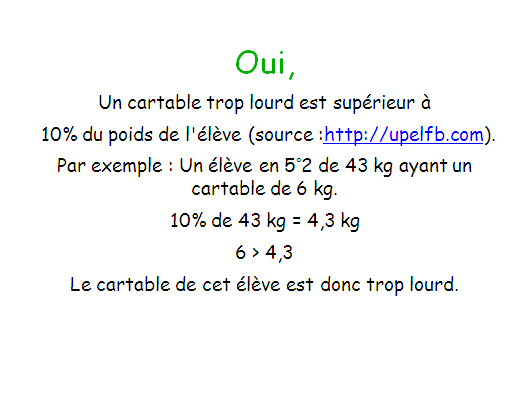 Oui,
Un cartable trop lourd est supérieur à
10% du poids de l'élève (source :http://upelfb.com).
Par exemple : Un élève en 5°2 de 43 kg ayant un
cartable de 6 kg.
10% de 43 kg = 4,3 kg
6 > 4,3
Le cartable de cet élève est donc trop lourd.